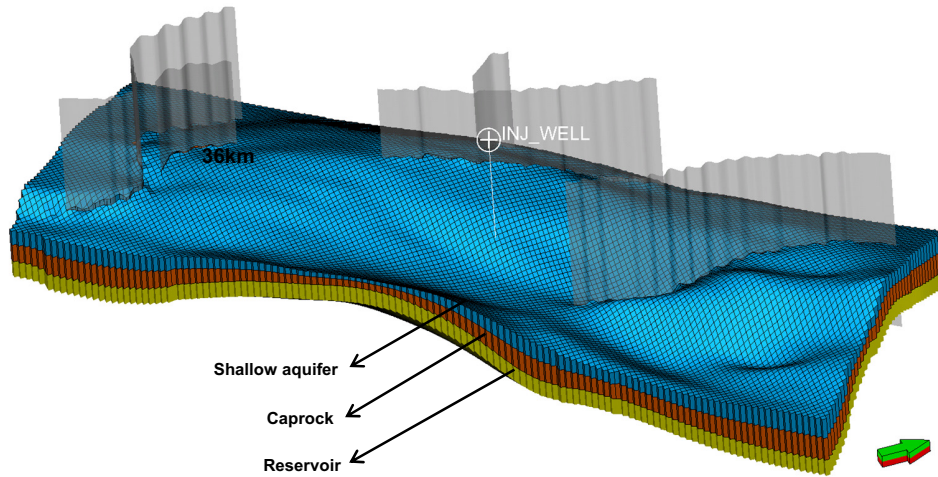 INJ_WELL
36km
Shallow aquifer
Caprock
Reservoir